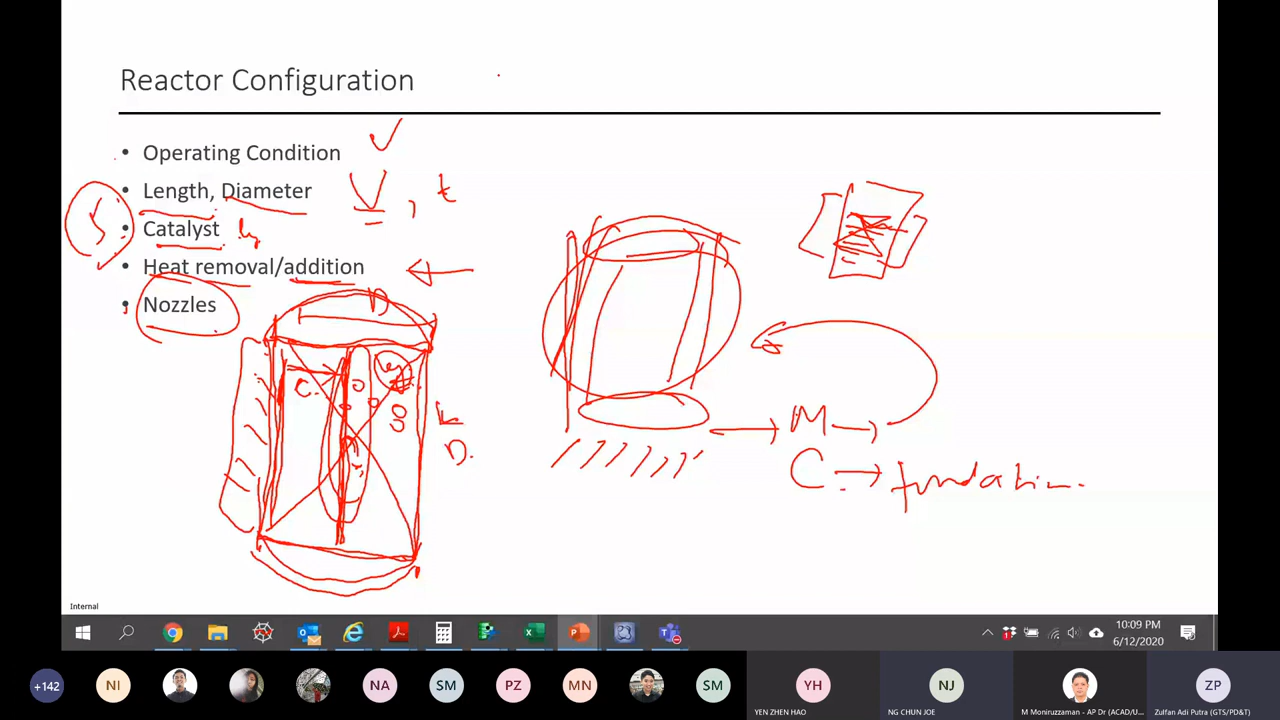 Reactor Configuration
• Operating Condition
• Length, Diameter
V, t
• Catalyst
• Heat removal/addition
• Nozzles
D
C.
D.
M
C → fundation.
Internal
10:09 PM
6/12/2020
+142
NI
NA
SM
PZ
MN
SM
YH
NJ
ZP
YEN ZHEN HAO
NG CHUN JOE
M Moniruzzaman - AP Dr (ACAD/U...
Zulfan Adi Putra (GTS/PD&T)